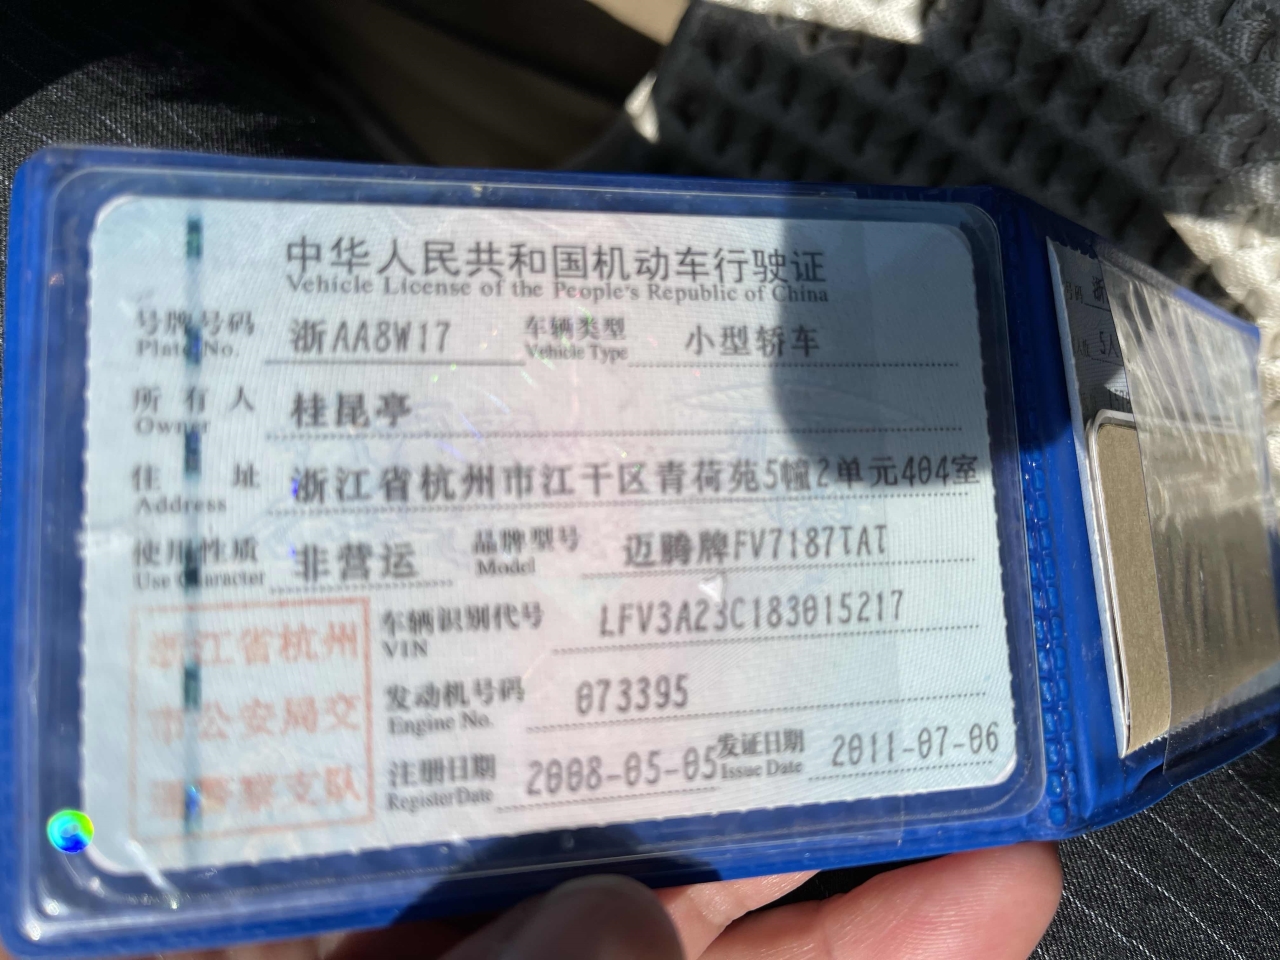 中华人民共和国机动车行驶证
Vehicle License of the People's Republic of China
号牌号码 浙AA8W17 车辆类型 小型轿车
Plate No. Vehicle Type
所有人 桂昆亭
Owner
住址 浙江省杭州市江干区青荷苑5幢2单元404室
Address
使用性质 非营运 品牌型号 迈腾牌FV7187TAT
Use Character Model
浙江省杭州
市公安局交
通警察支队
车辆识别代号 LFV3A23C183015217
VIN
发动机号码 073395
Engine No.
注册日期 2008-05-05 发证日期 2011-07-06
Register Date Issue Date
浙
5人